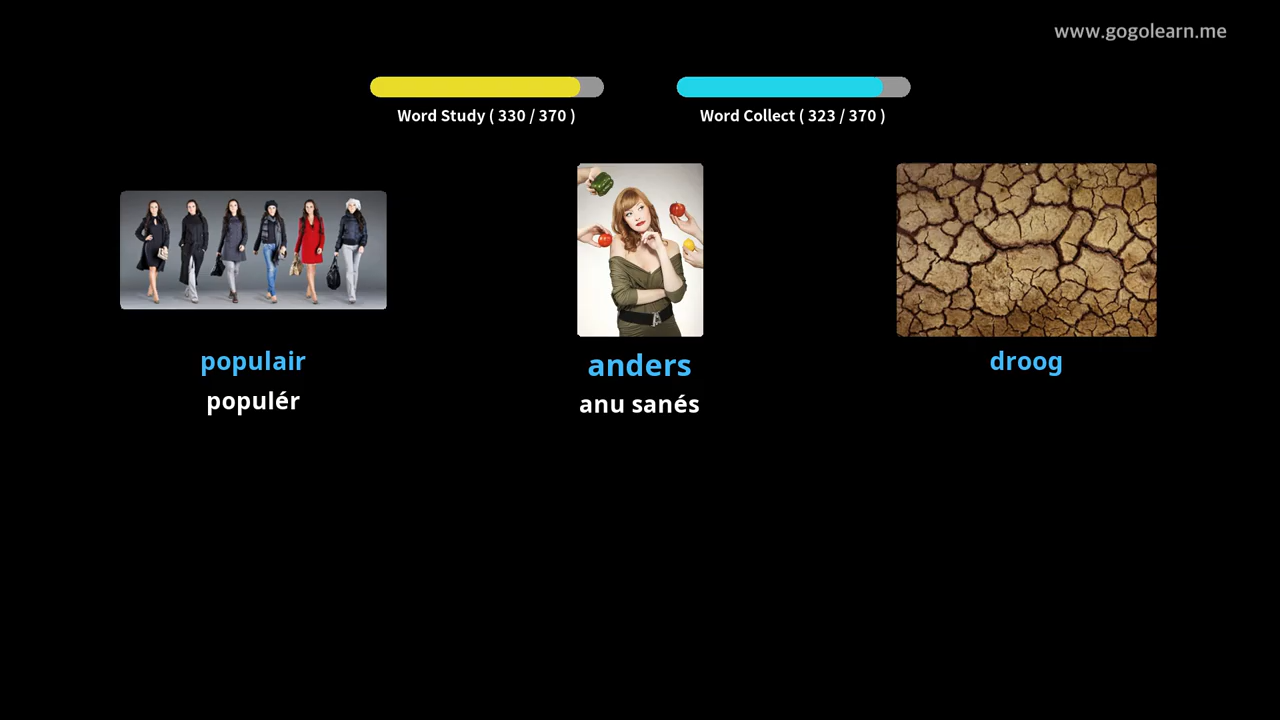 www.gogolearn.me
Word Study ( 330 / 370 )
Word Collect ( 323 / 370 )
populair
populér
anders
anu sanés
droog